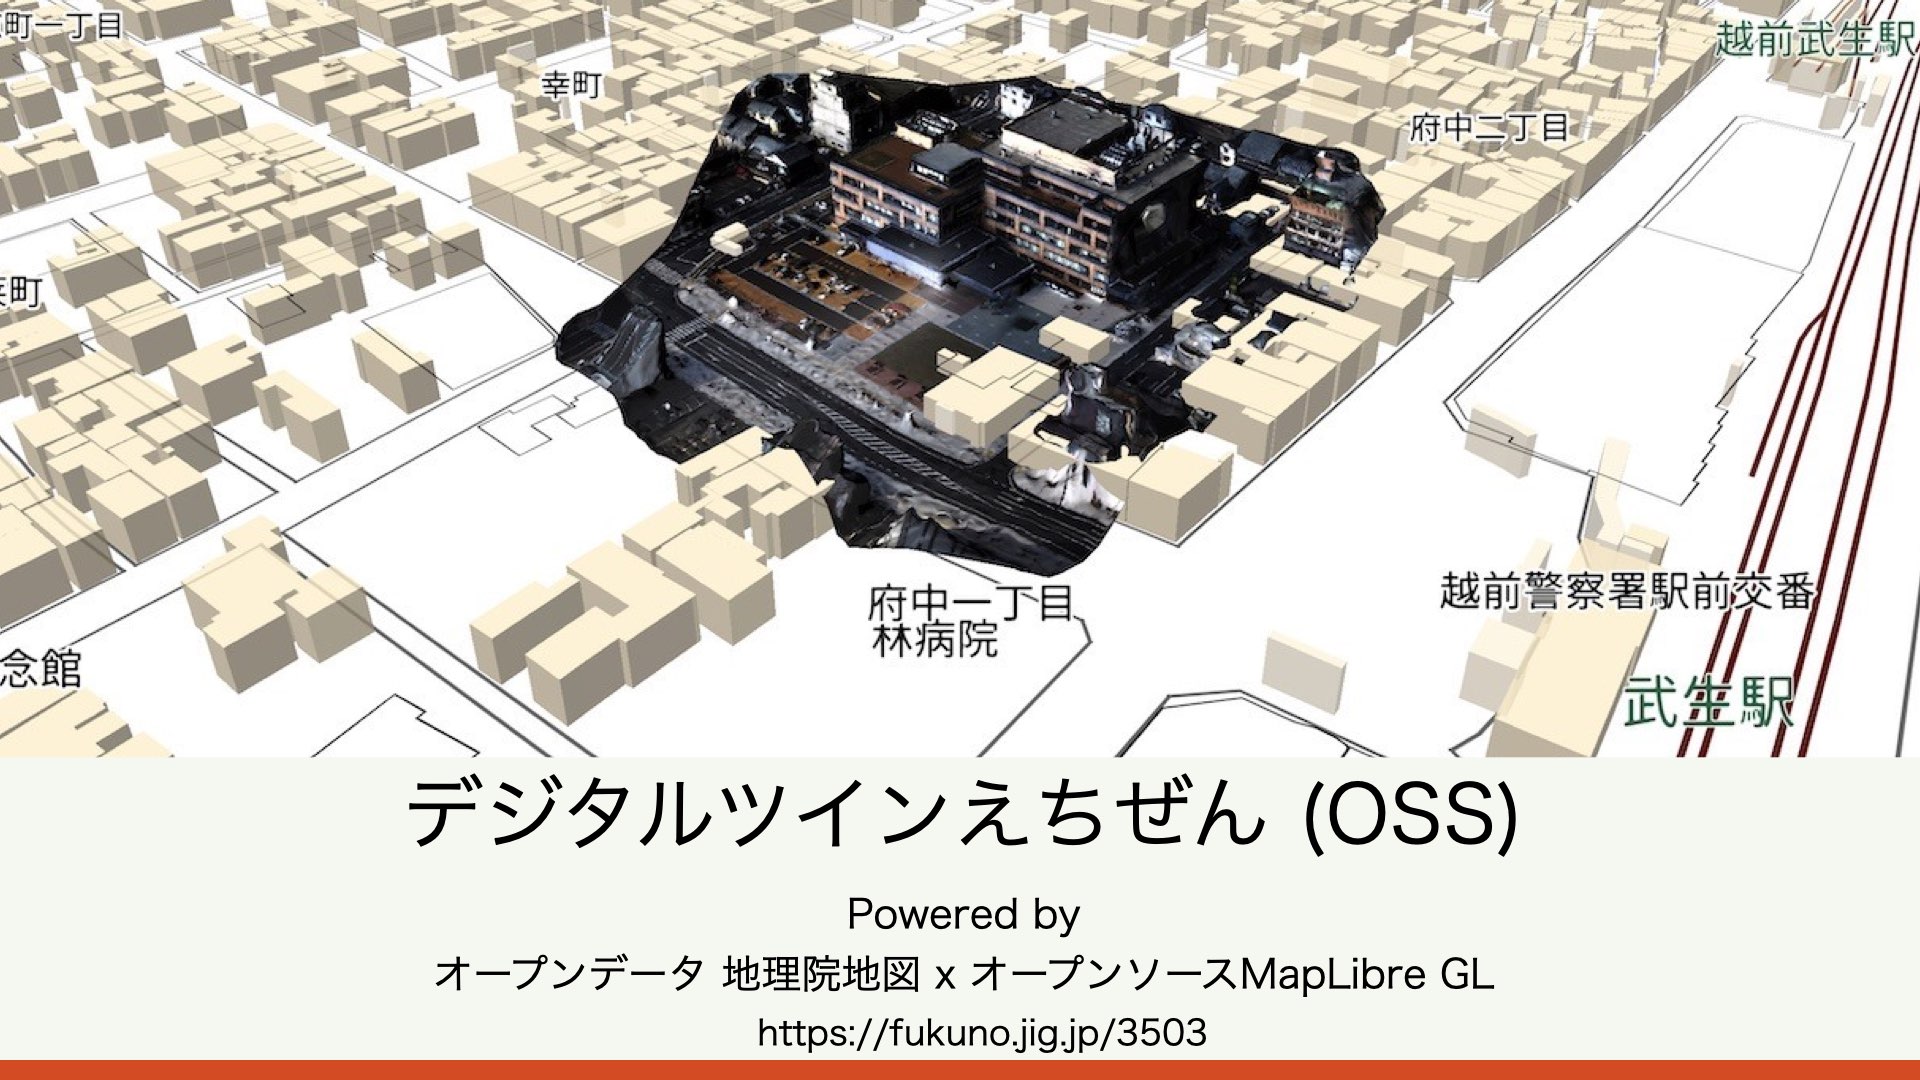 町一丁目
越前武生駅
幸町
府中二丁目
町
府中一丁目
林病院
越前警察署駅前交番
念館
武生駅
デジタルツインえちぜん (OSS)
Powered by
オープンデータ 地理院地図 x オープンソースMapLibre GL
https://fukuno.jig.jp/3503